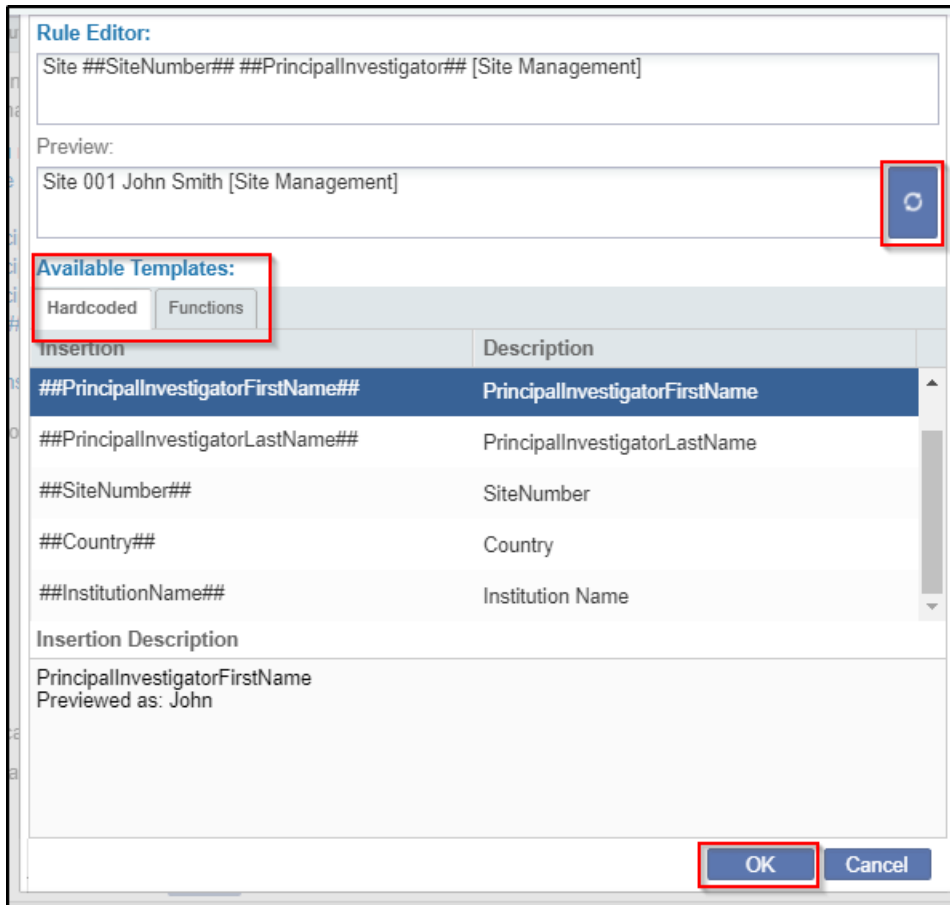 Rule Editor:
Site ##SiteNumber## ##PrincipalInvestigator## [Site Management]
Preview:
Site 001 John Smith [Site Management]
Available Templates:
Hardcoded Functions
Insertion Description
##PrincipalInvestigatorFirstName## PrincipalInvestigatorFirstName
##PrincipalInvestigatorLastName## PrincipalInvestigatorLastName
##SiteNumber## SiteNumber
##Country## Country
##InstitutionName## Institution Name
Insertion Description
PrincipalInvestigatorFirstName
Previewed as: John
OK Cancel